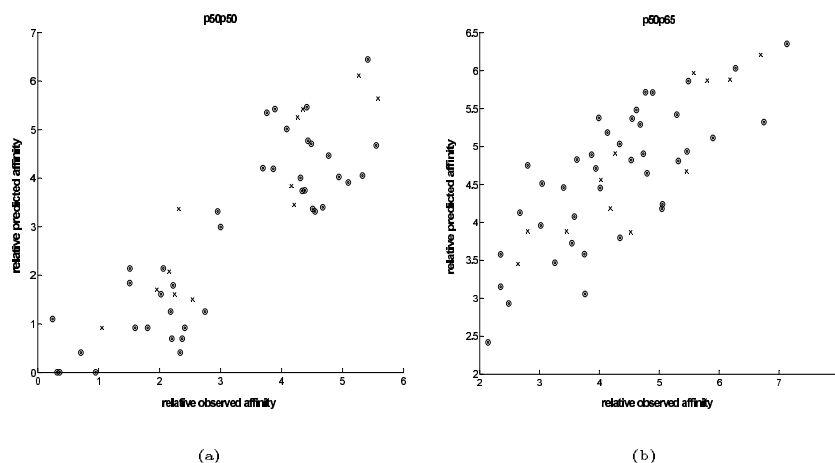 p50p50
7
6
5
4
3
2
1
0
0 1 2 3 4 5 6
relative predicted affinity
relative observed affinity
(a)
p50p65
6.5
6
5.5
5
4.5
4
3.5
3
2.5
2
2 3 4 5 6 7
relative predicted affinity
relative observed affinity
(b)